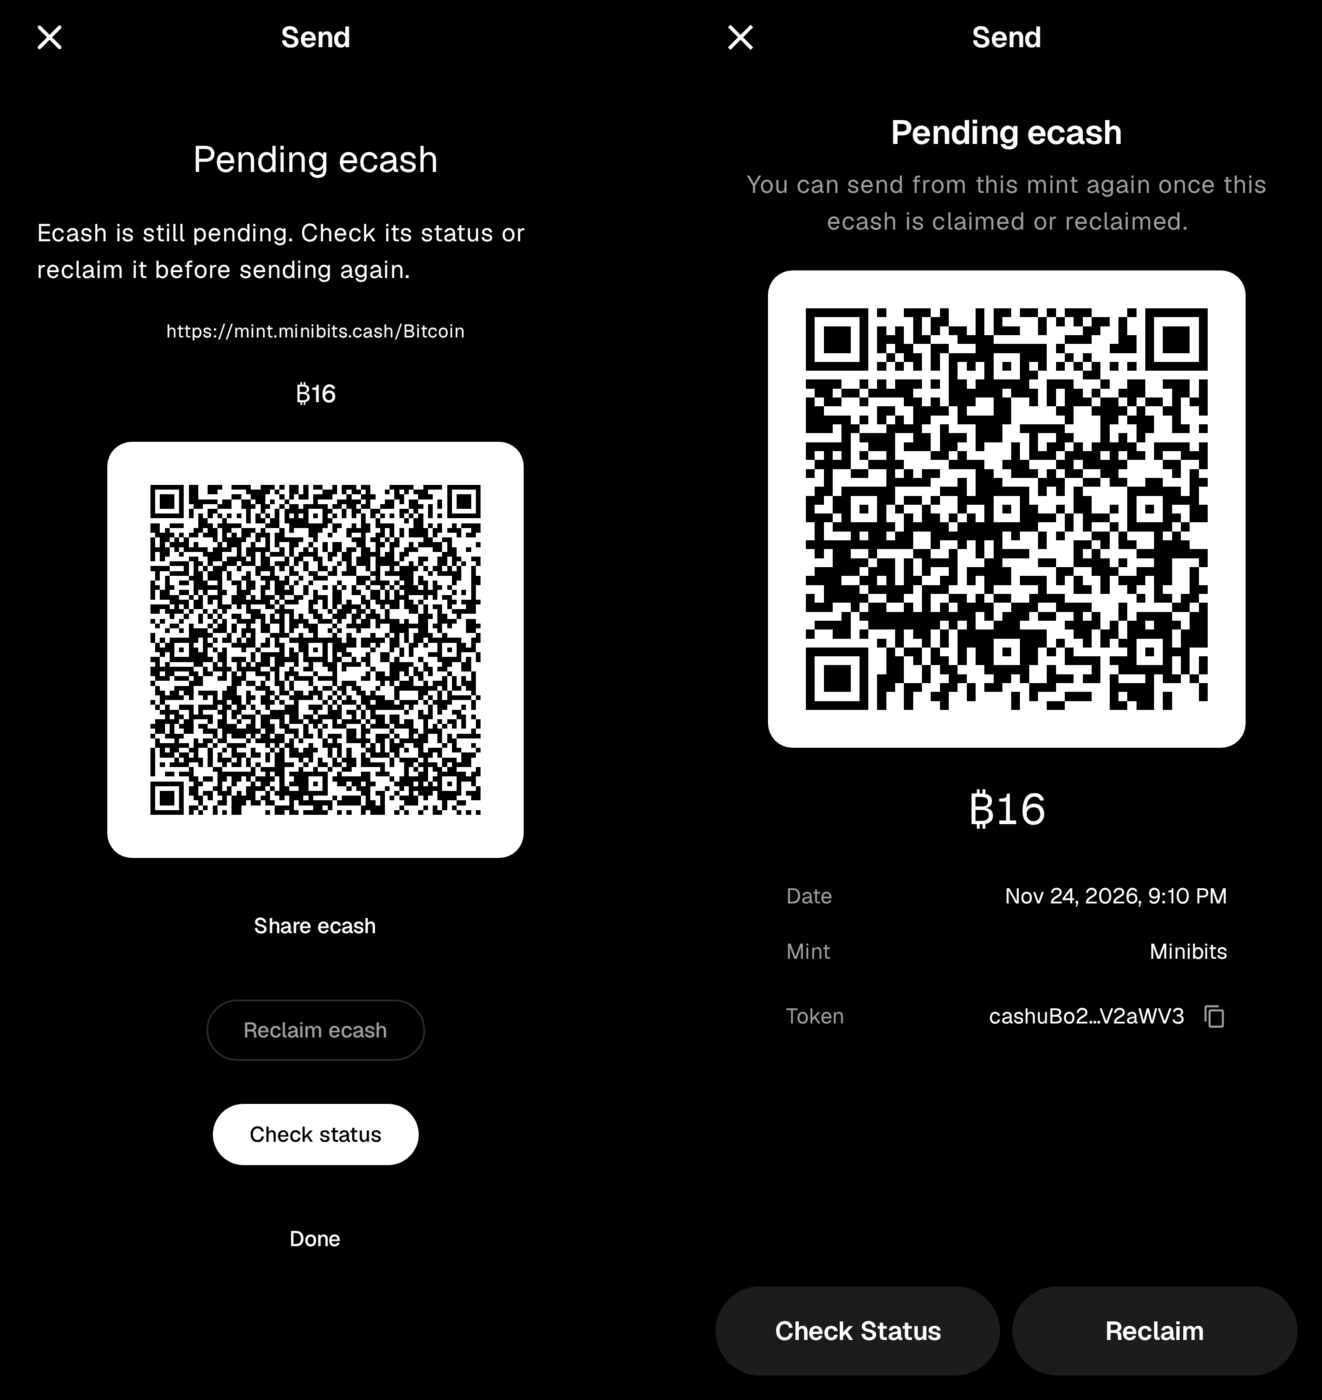 Send
Pending ecash
Ecash is still pending. Check its status or
reclaim it before sending again.
https://mint.minibits.cash/Bitcoin
₿16
Share ecash
Reclaim ecash
Check status
Done
Send
Pending ecash
You can send from this mint again once this
ecash is claimed or reclaimed.
₿16
Date Nov 24, 2026, 9:10 PM
Mint Minibits
Token cashuBo2...V2aWV3
Check Status Reclaim